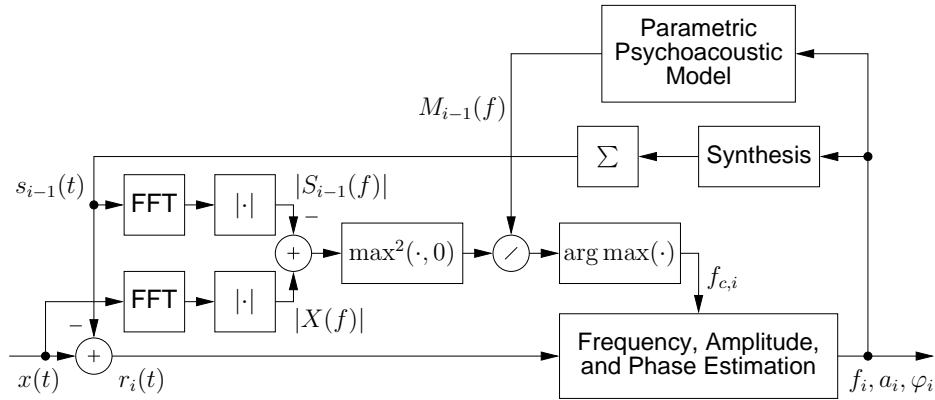 Parametric
Psychoacoustic
Model
M_{i−1}(f)
∑
Synthesis
s_{i−1}(t)
|S_{i−1}(f)|
FFT
|·|
−
+
max²(·, 0)
∕
arg max(·)
f_{c,i}
FFT
|·|
|X(f)|
−
+
Frequency, Amplitude,
and Phase Estimation
x(t)
r_i(t)
f_i, a_i, φ_i